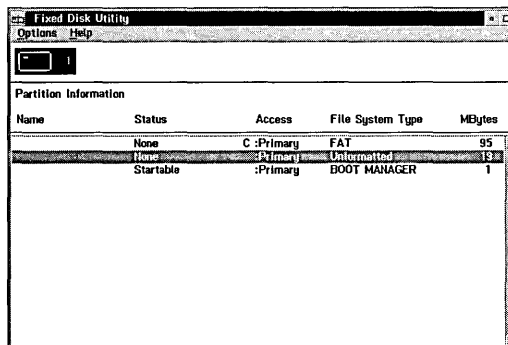 Fixed Disk Utility
Options Help
1
Partition Information
Name Status Access File System Type MBytes
None C :Primary FAT 95
None :Primary Unformatted 19
Startable :Primary BOOT MANAGER 1